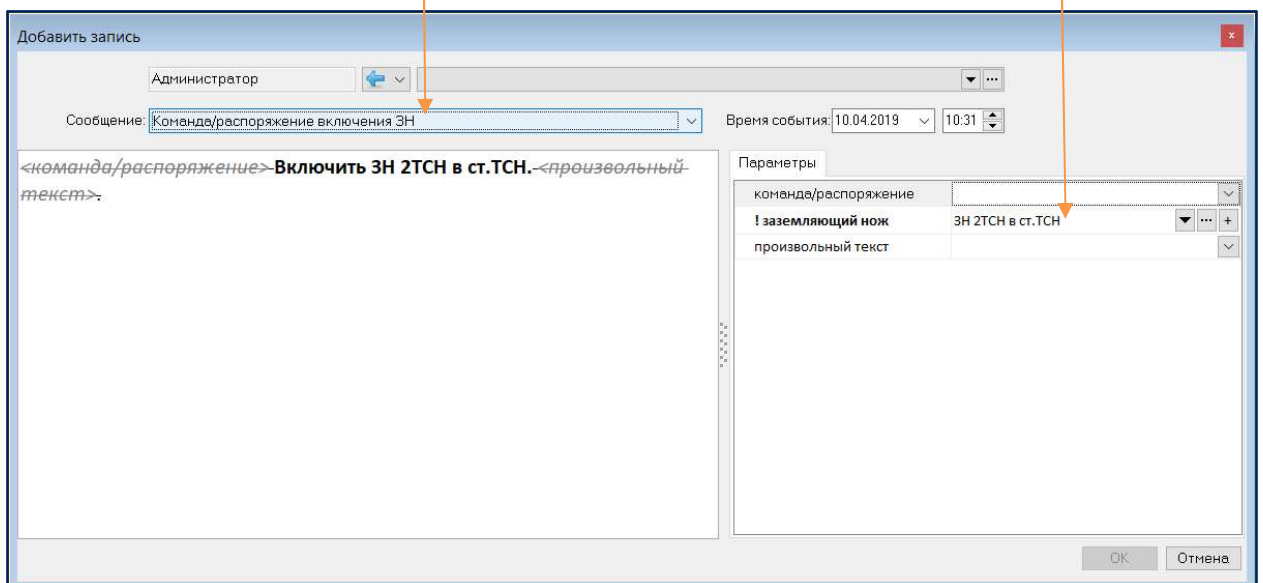 Добавить запись
Администратор
Сообщение: Команда/распоряжение включения ЗН
Время события: 10.04.2019 10:31
<команда/распоряжение> Включить ЗН 2ТСН в ст.ТСН. <произвольный
текст>.
Параметры
команда/распоряжение
! заземляющий нож ЗН 2ТСН в ст.ТСН
произвольный текст
OK Отмена